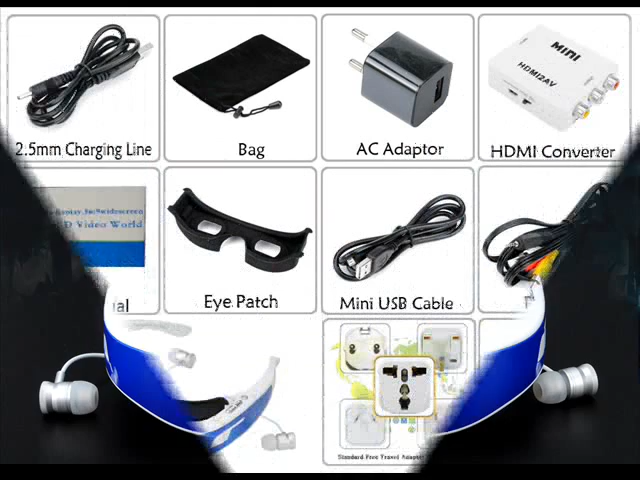 2.5mm Charging Line
Bag
AC Adaptor
MINI
HDMI2AV
HDMI Converter
Video World
Eye Patch
Mini USB Cable
Standard Free Travel Adapter